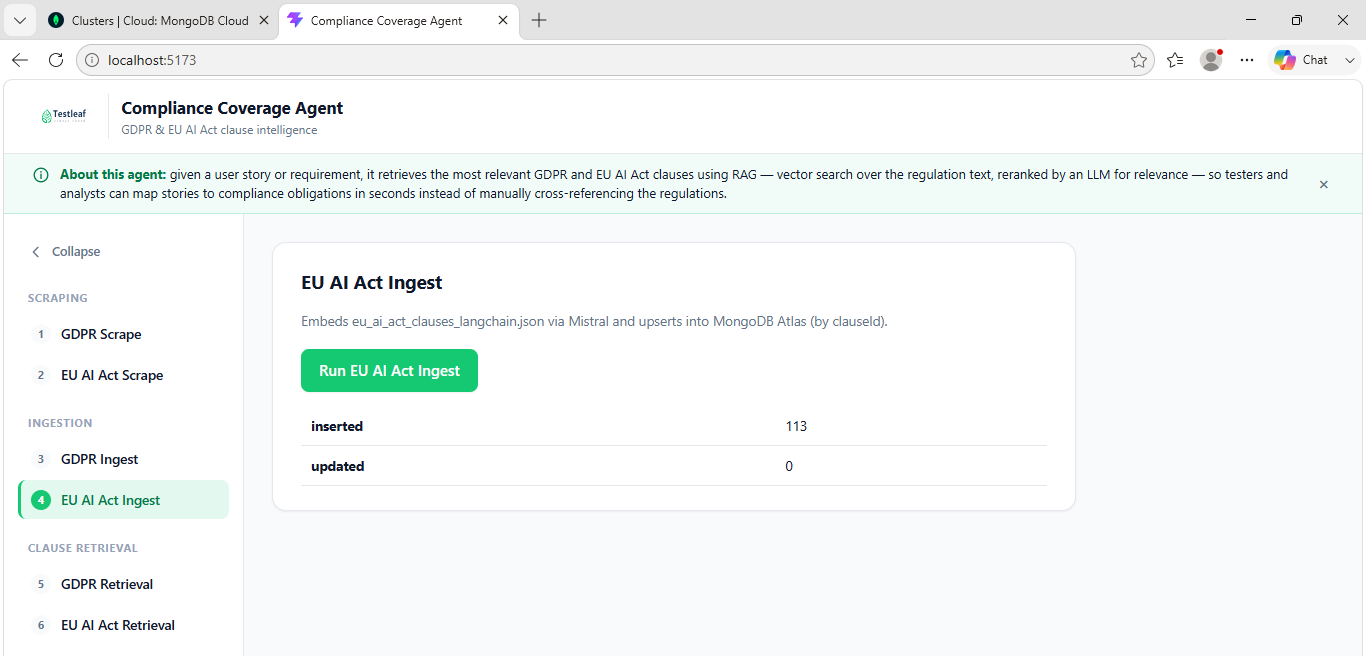 Clusters | Cloud: MongoDB Cloud
Compliance Coverage Agent
localhost:5173
Chat
Testleaf
Compliance Coverage Agent
GDPR & EU AI Act clause intelligence
About this agent: given a user story or requirement, it retrieves the most relevant GDPR and EU AI Act clauses using RAG — vector search over the regulation text, reranked by an LLM for relevance — so testers and
analysts can map stories to compliance obligations in seconds instead of manually cross-referencing the regulations.
Collapse
SCRAPING
1 GDPR Scrape
2 EU AI Act Scrape
INGESTION
3 GDPR Ingest
4 EU AI Act Ingest
CLAUSE RETRIEVAL
5 GDPR Retrieval
6 EU AI Act Retrieval
EU AI Act Ingest
Embeds eu_ai_act_clauses_langchain.json via Mistral and upserts into MongoDB Atlas (by clauseId).
Run EU AI Act Ingest
inserted 113
updated 0